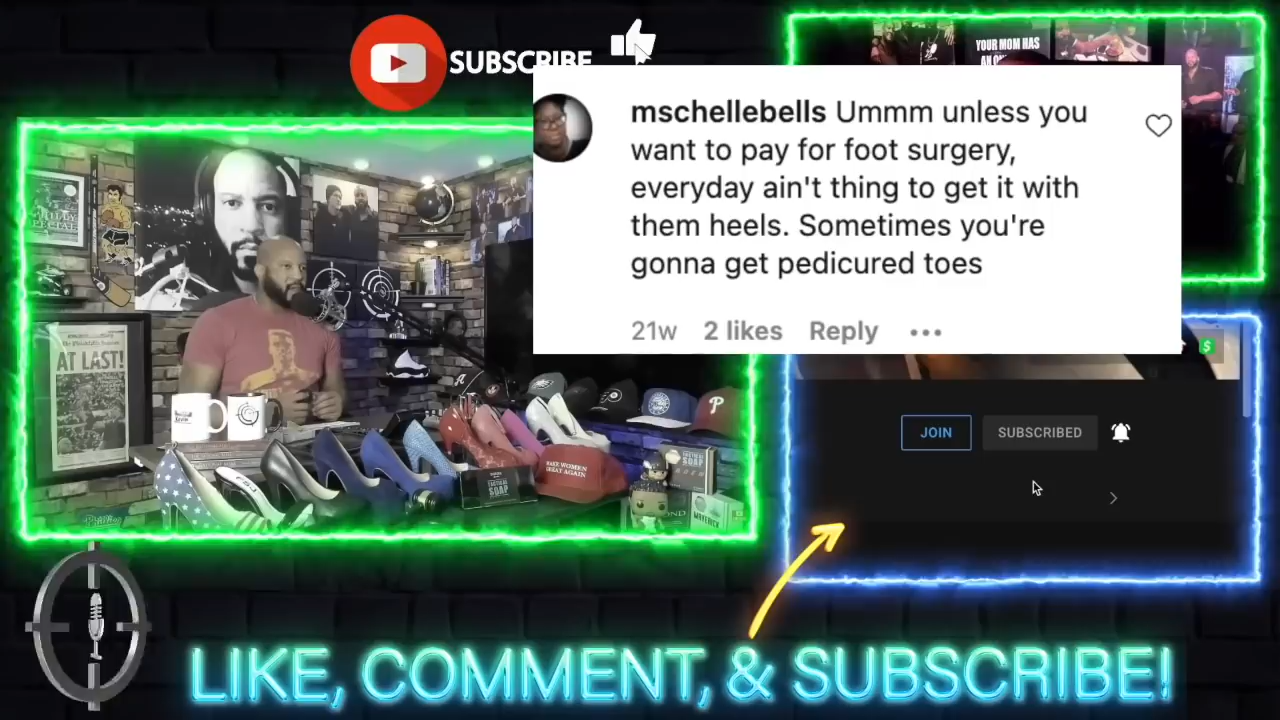 SUBSCRIBE
YOUR MOM HAS
mschellebells Ummm unless you
want to pay for foot surgery,
everyday ain't thing to get it with
them heels. Sometimes you're
gonna get pedicured toes
21w 2 likes Reply
AT LAST!
MAKE WOMEN
GREAT AGAIN
SOAP
P
JOIN SUBSCRIBED
LIKE, COMMENT, & SUBSCRIBE!